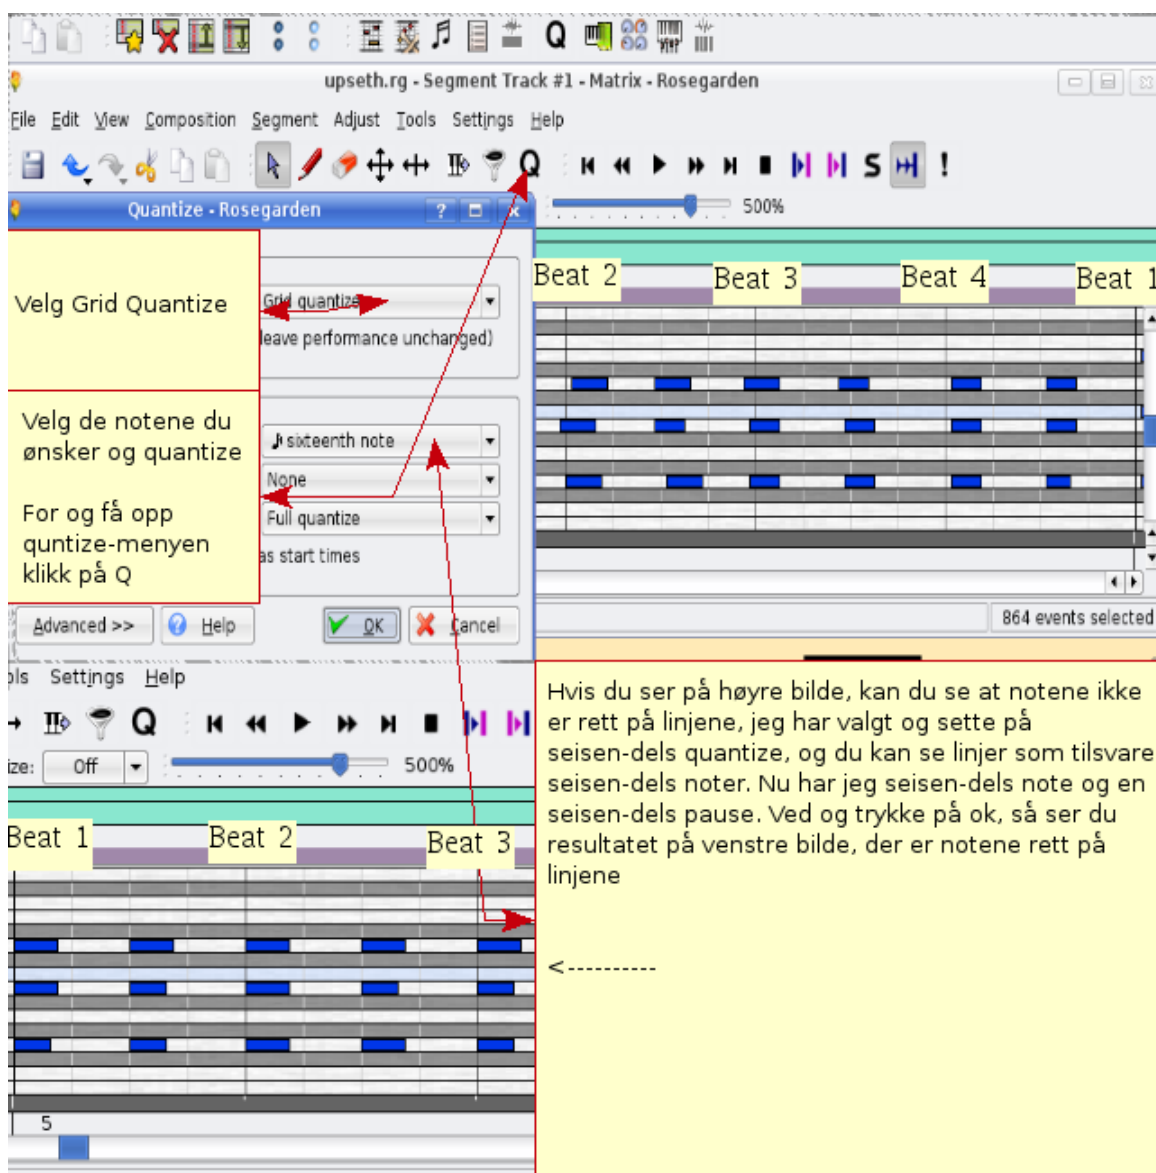 Q
upseth.rg - Segment Track #1 - Matrix - Rosegarden
File Edit View Composition Segment Adjust Tools Settings Help
Q
S
!
Quantize - Rosegarden
?
500%
Velg Grid Quantize
Grid quantize
leave performance unchanged)
Velg de notene du
ønsker og quantize
For og få opp
quntize-menyen
klikk på Q
sixteenth note
None
Full quantize
as start times
Advanced >>
Help
OK
Cancel
Beat 2
Beat 3
Beat 4
Beat 1
864 events selected
ols Settings Help
Q
ize:
Off
500%
Beat 1
Beat 2
Beat 3
5
Hvis du ser på høyre bilde, kan du se at notene ikke
er rett på linjene, jeg har valgt og sette på
seisen-dels quantize, og du kan se linjer som tilsvare
seisen-dels noter. Nu har jeg seisen-dels note og en
seisen-dels pause. Ved og trykke på ok, så ser du
resultatet på venstre bilde, der er notene rett på
linjene
<----------